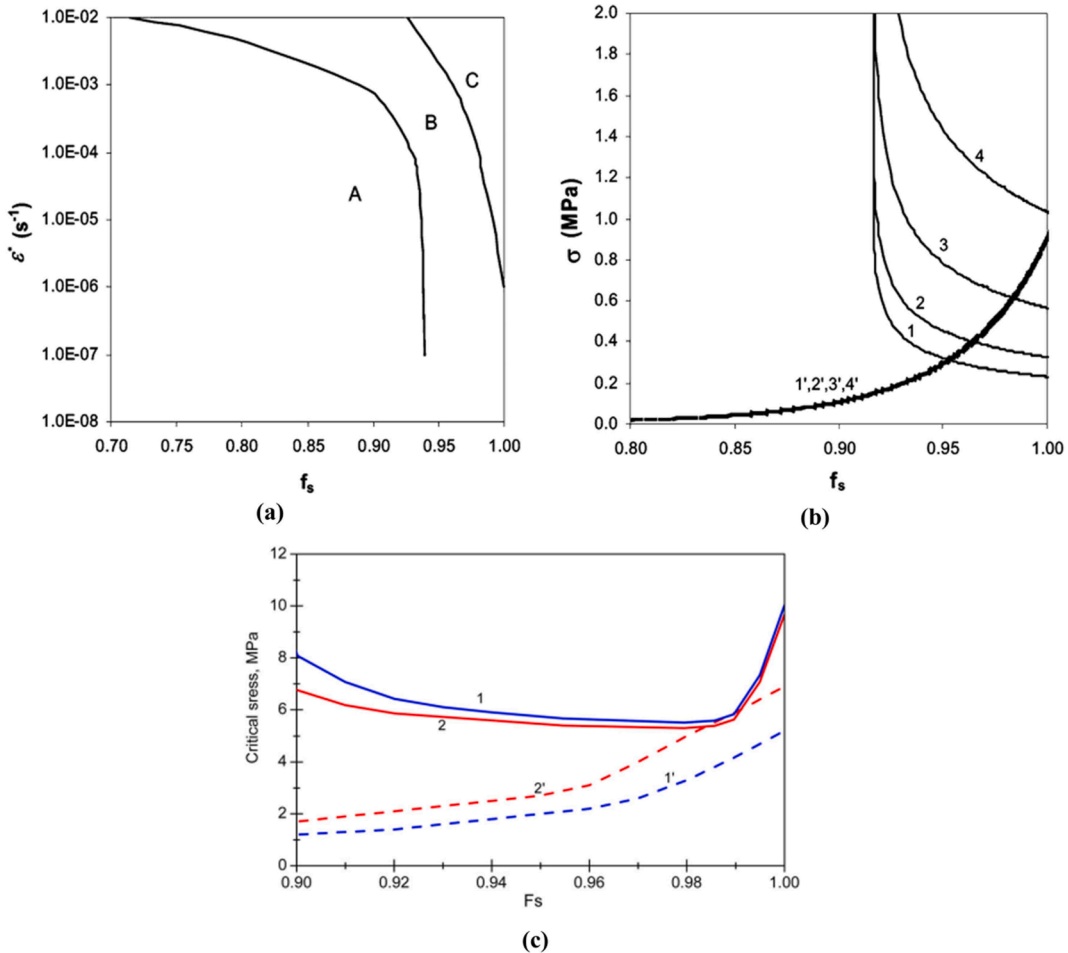 1.0E-02
1.0E-03
1.0E-04
1.0E-05
1.0E-06
1.0E-07
1.0E-08
ε˙ (s⁻¹)
A
B
C
0.70 0.75 0.80 0.85 0.90 0.95 1.00
fₛ
(a)
2.0
1.8
1.6
1.4
1.2
1.0
0.8
0.6
0.4
0.2
0.0
σ (MPa)
4
3
2
1
1',2',3',4'
0.80 0.85 0.90 0.95 1.00
fₛ
(b)
12
10
8
6
4
2
0
Critical sress, MPa
1
2
2'
1'
0.90 0.92 0.94 0.96 0.98 1.00
Fs
(c)